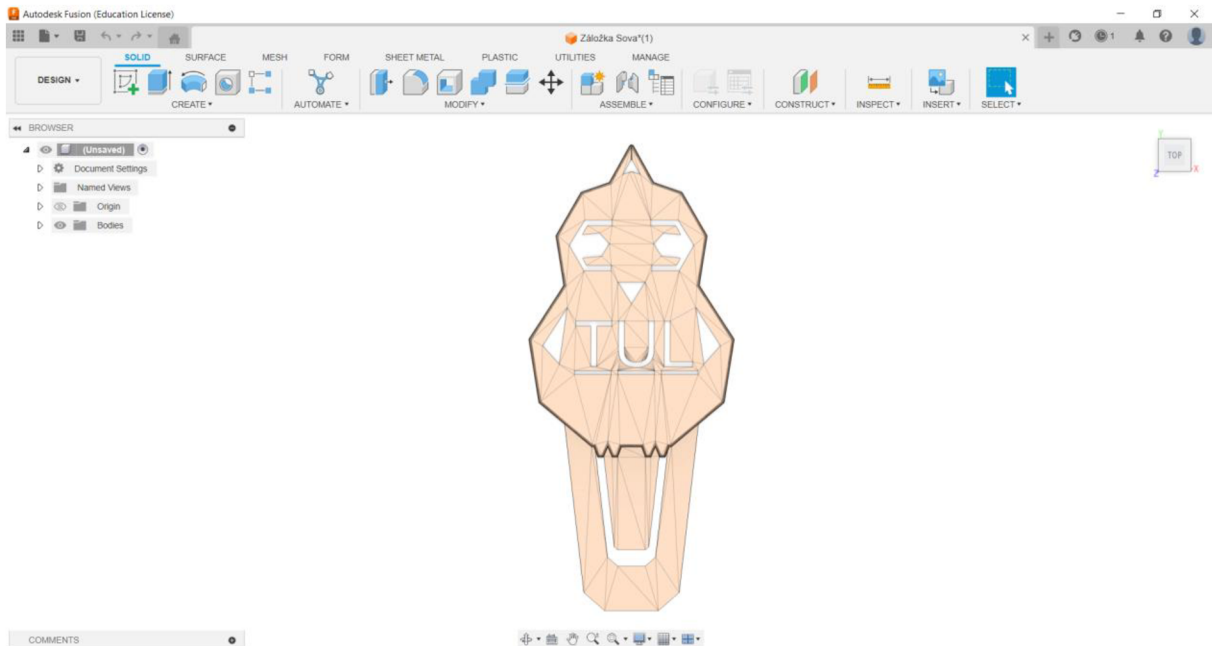 Autodesk Fusion (Education License)
Záložka Sova*(1)
1
SOLID SURFACE MESH FORM SHEET METAL PLASTIC UTILITIES MANAGE
DESIGN
CREATE AUTOMATE MODIFY ASSEMBLE CONFIGURE CONSTRUCT INSPECT INSERT SELECT
BROWSER
(Unsaved)
Document Settings
Named Views
Origin
Bodies
Y
TOP
X
Z
TUL
COMMENTS